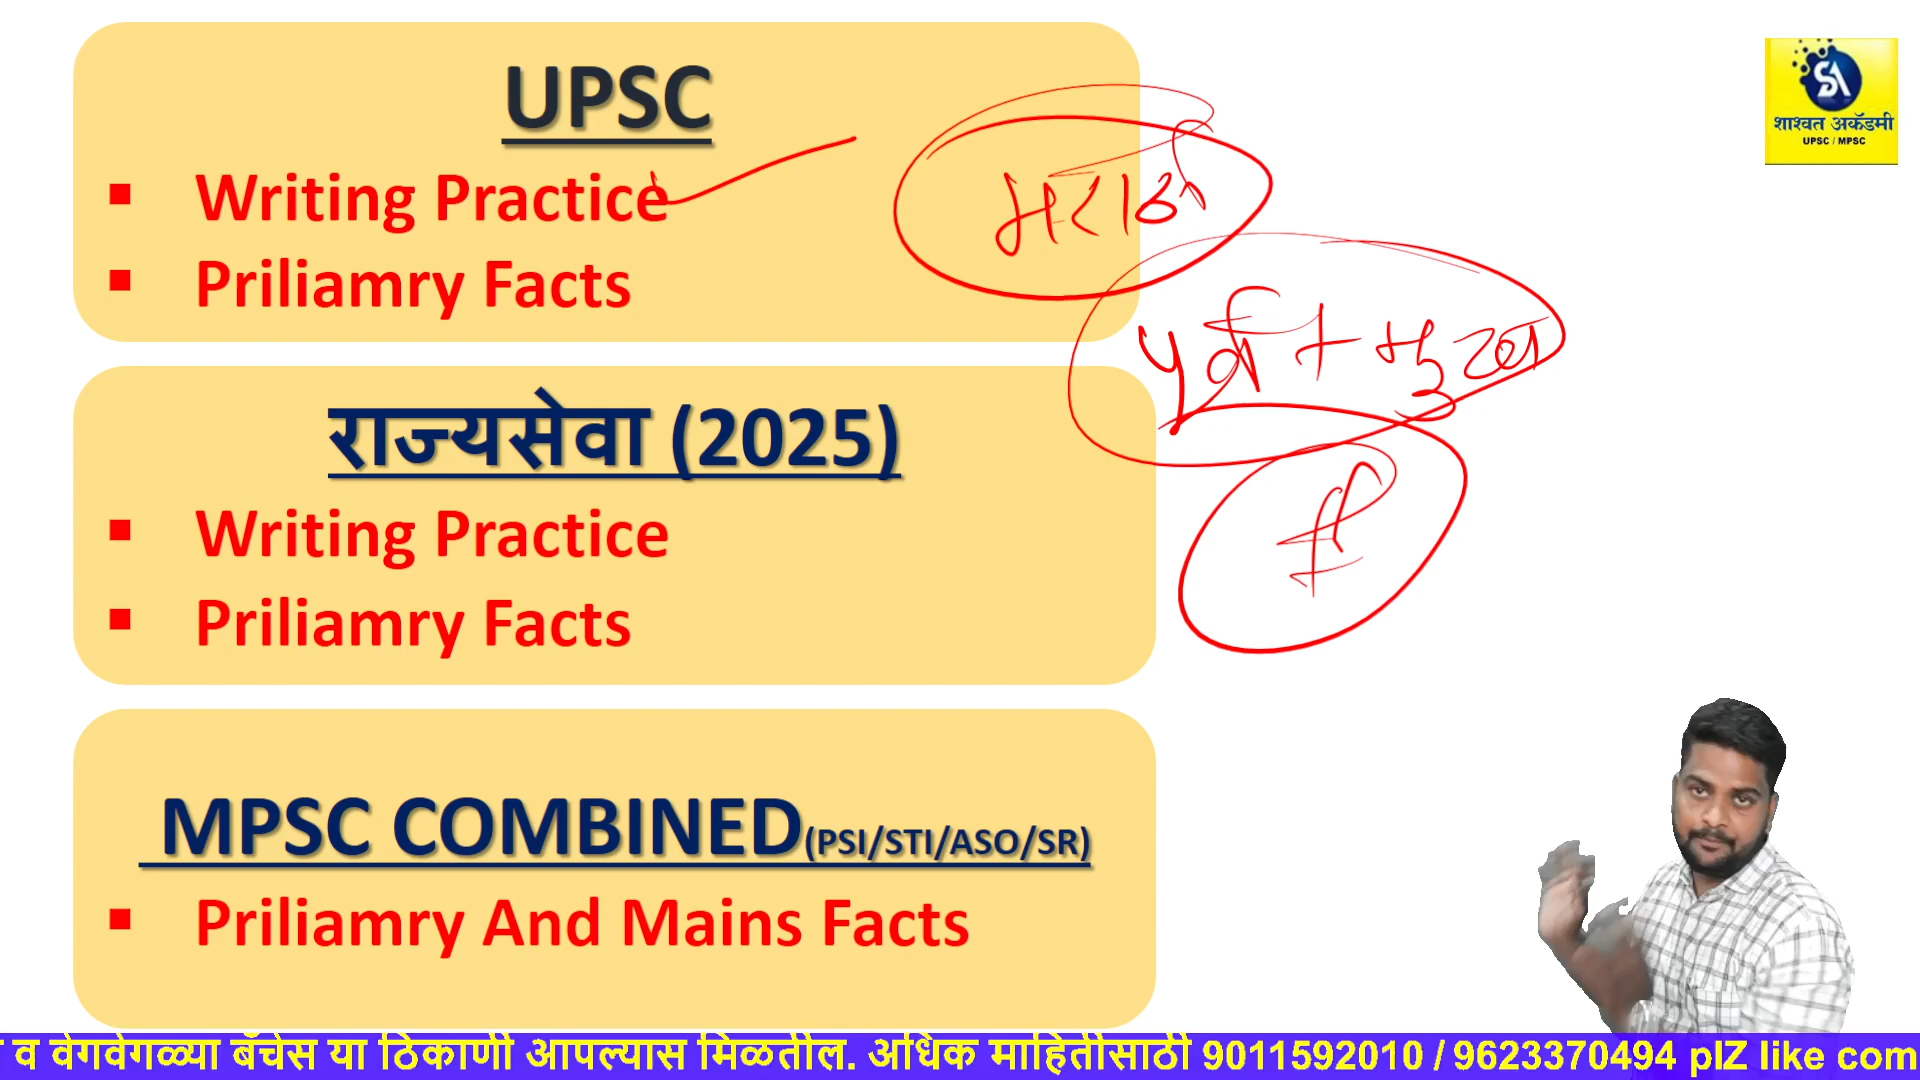 UPSC
▪ Writing Practice
▪ Priliamry Facts
मराठी
पूर्व + मुख्य
राज्यसेवा (2025)
▪ Writing Practice
▪ Priliamry Facts
MPSC COMBINED(PSI/STI/ASO/SR)
▪ Priliamry And Mains Facts
SA
शाश्वत अकॅडमी
UPSC / MPSC
व वेगवेगळ्या बॅचेस या ठिकाणी आपल्यास मिळतील. अधिक माहितीसाठी 9011592010 / 9623370494 plZ like com